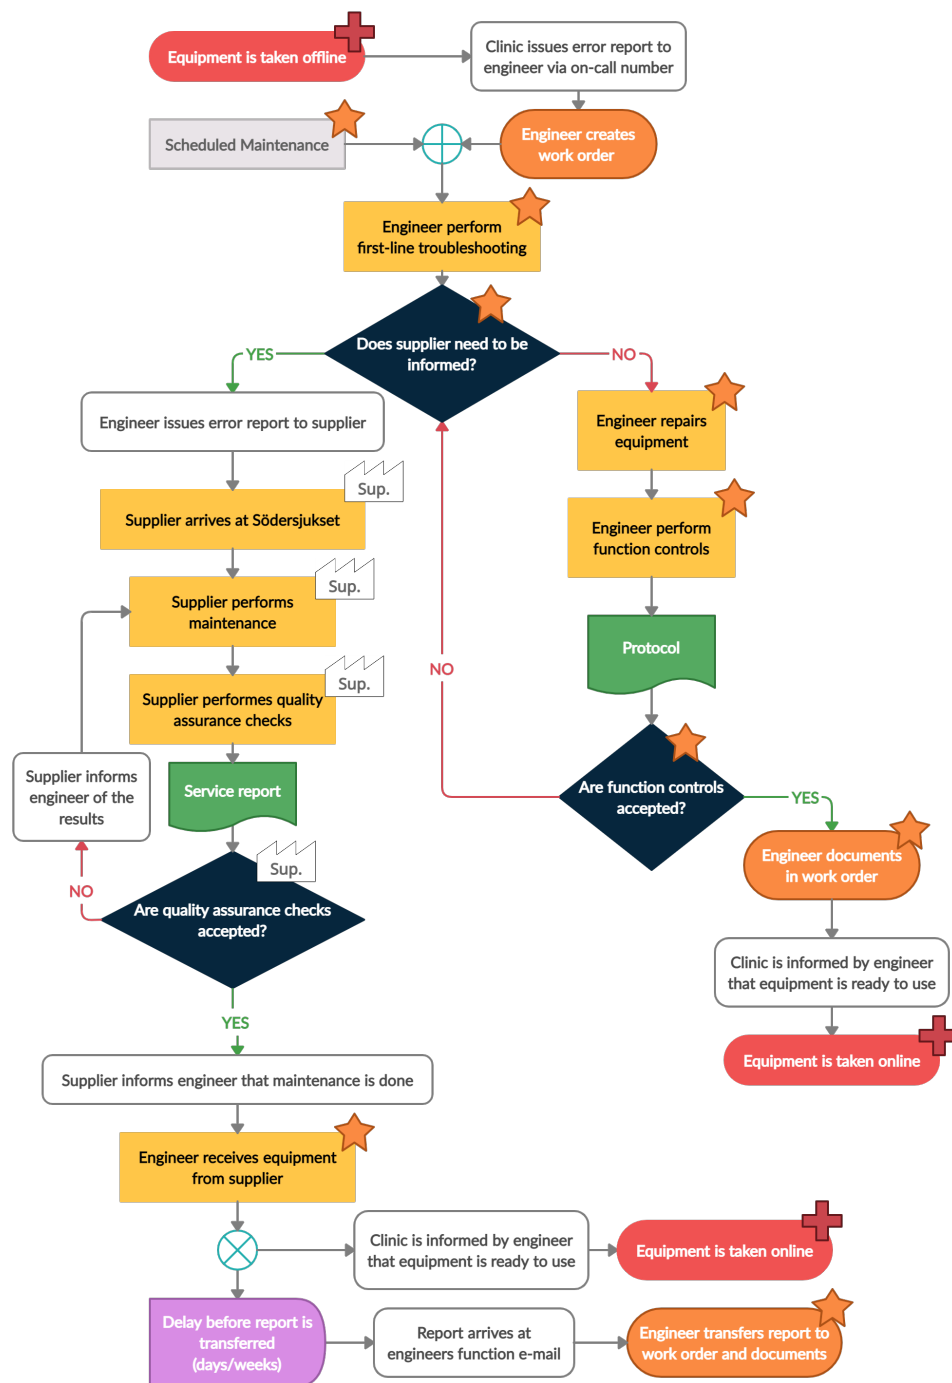 Equipment is taken offline
Clinic issues error report to
engineer via on-call number
Scheduled Maintenance
Engineer creates
work order
Engineer perform
first-line troubleshooting
Does supplier need to be
informed?
YES
NO
Engineer issues error report to supplier
Engineer repairs
equipment
Sup.
Supplier arrives at Södersjukset
Engineer perform
function controls
Sup.
Supplier performs
maintenance
Protocol
NO
Sup.
Supplier performes quality
assurance checks
Supplier informs
engineer of the
results
Service report
Are function controls
accepted?
YES
Engineer documents
in work order
Sup.
NO
Are quality assurance checks
accepted?
Clinic is informed by engineer
that equipment is ready to use
YES
Equipment is taken online
Supplier informs engineer that maintenance is done
Engineer receives equipment
from supplier
Clinic is informed by engineer
that equipment is ready to use
Equipment is taken online
Delay before report is
transferred
(days/weeks)
Report arrives at
engineers function e-mail
Engineer transfers report to
work order and documents